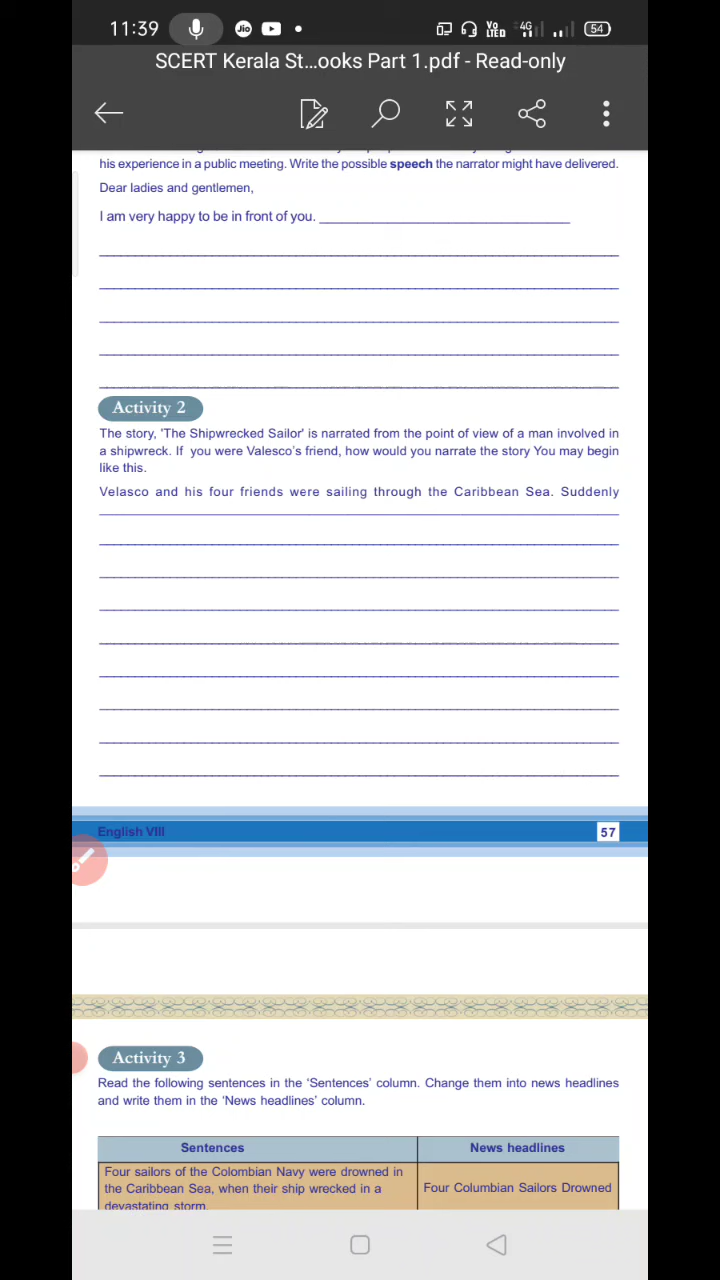 11:39 Jio Vo LTED 4G 54
SCERT Kerala St...ooks Part 1.pdf - Read-only
his experience in a public meeting. Write the possible speech the narrator might have delivered.
Dear ladies and gentlemen,
I am very happy to be in front of you.
Activity 2
The story, 'The Shipwrecked Sailor' is narrated from the point of view of a man involved in
a shipwreck. If you were Valesco's friend, how would you narrate the story You may begin
like this.
Velasco and his four friends were sailing through the Caribbean Sea. Suddenly
English VIII 57
Activity 3
Read the following sentences in the 'Sentences' column. Change them into news headlines
and write them in the 'News headlines' column.
Sentences News headlines
Four sailors of the Colombian Navy were drowned in
the Caribbean Sea, when their ship wrecked in a Four Columbian Sailors Drowned
devastating storm.